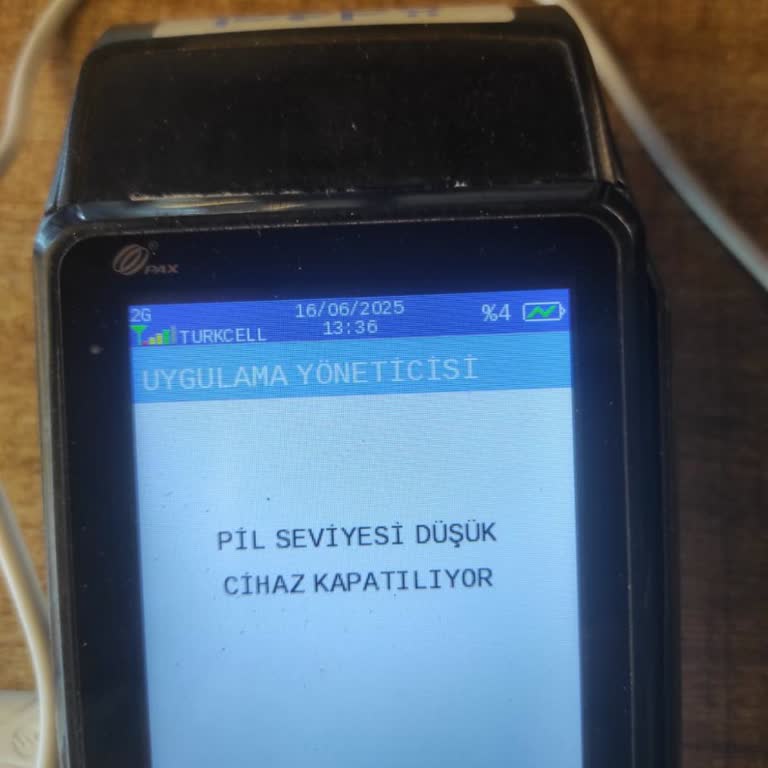 PAX
2G 16/06/2025 %4
TURKCELL 13:36
UYGULAMA YÖNETİCİSİ
PİL SEVİYESİ DÜŞÜK
CİHAZ KAPATILIYOR